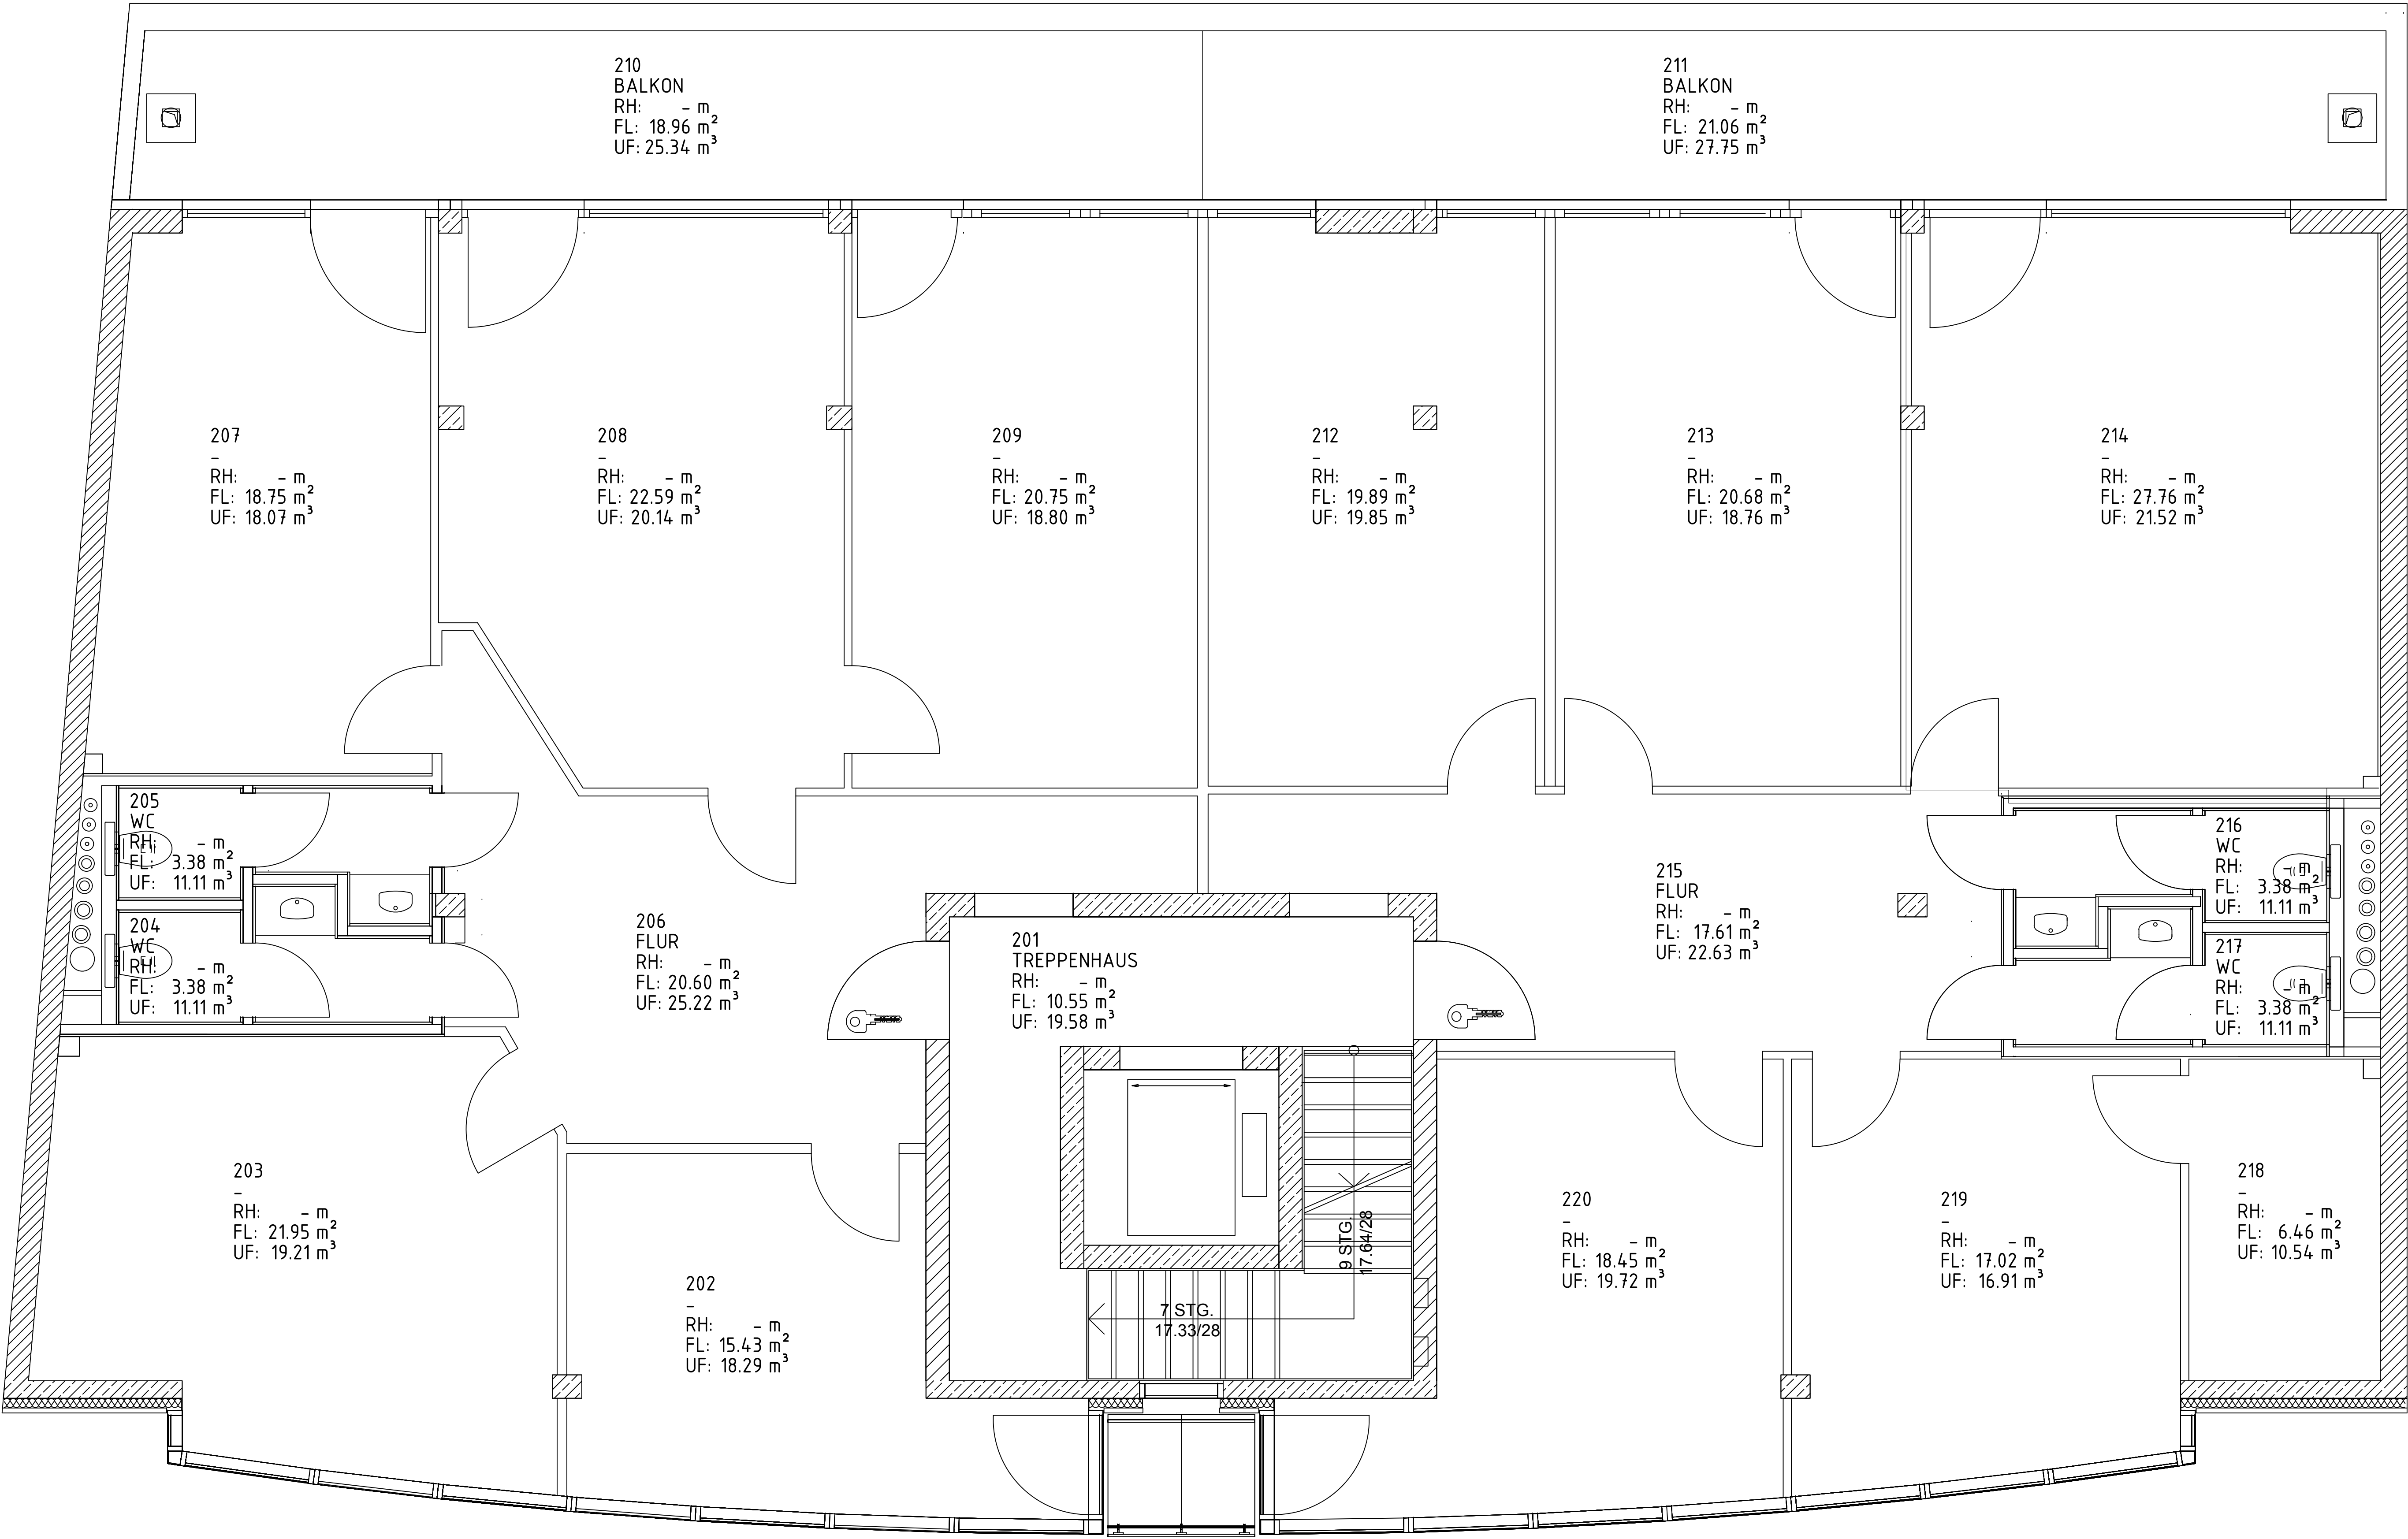 210
BALKON
RH: - m
FL: 18.96 m²
UF: 25.34 m³
211
BALKON
RH: - m
FL: 21.06 m²
UF: 27.75 m³
207
-
RH: - m
FL: 18.75 m²
UF: 18.07 m³
208
-
RH: - m
FL: 22.59 m²
UF: 20.14 m³
209
-
RH: - m
FL: 20.75 m²
UF: 18.80 m³
212
-
RH: - m
FL: 19.89 m²
UF: 19.85 m³
213
-
RH: - m
FL: 20.68 m²
UF: 18.76 m³
214
-
RH: - m
FL: 27.76 m²
UF: 21.52 m³
205
WC
RH: - m
FL: 3.38 m²
UF: 11.11 m³
204
WC
RH: - m
FL: 3.38 m²
UF: 11.11 m³
206
FLUR
RH: - m
FL: 20.60 m²
UF: 25.22 m³
201
TREPPENHAUS
RH: - m
FL: 10.55 m²
UF: 19.58 m³
215
FLUR
RH: - m
FL: 17.61 m²
UF: 22.63 m³
216
WC
RH: - m
FL: 3.38 m²
UF: 11.11 m³
217
WC
RH: - m
FL: 3.38 m²
UF: 11.11 m³
203
-
RH: - m
FL: 21.95 m²
UF: 19.21 m³
202
-
RH: - m
FL: 15.43 m²
UF: 18.29 m³
9 STG.
17.64/28
7 STG.
17.33/28
220
-
RH: - m
FL: 18.45 m²
UF: 19.72 m³
219
-
RH: - m
FL: 17.02 m²
UF: 16.91 m³
218
-
RH: - m
FL: 6.46 m²
UF: 10.54 m³